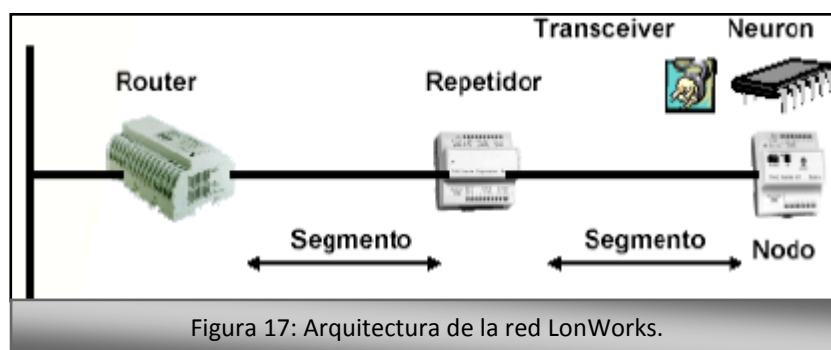 Transceiver Neuron
Router Repetidor
Segmento Segmento Nodo
Figura 17: Arquitectura de la red LonWorks.